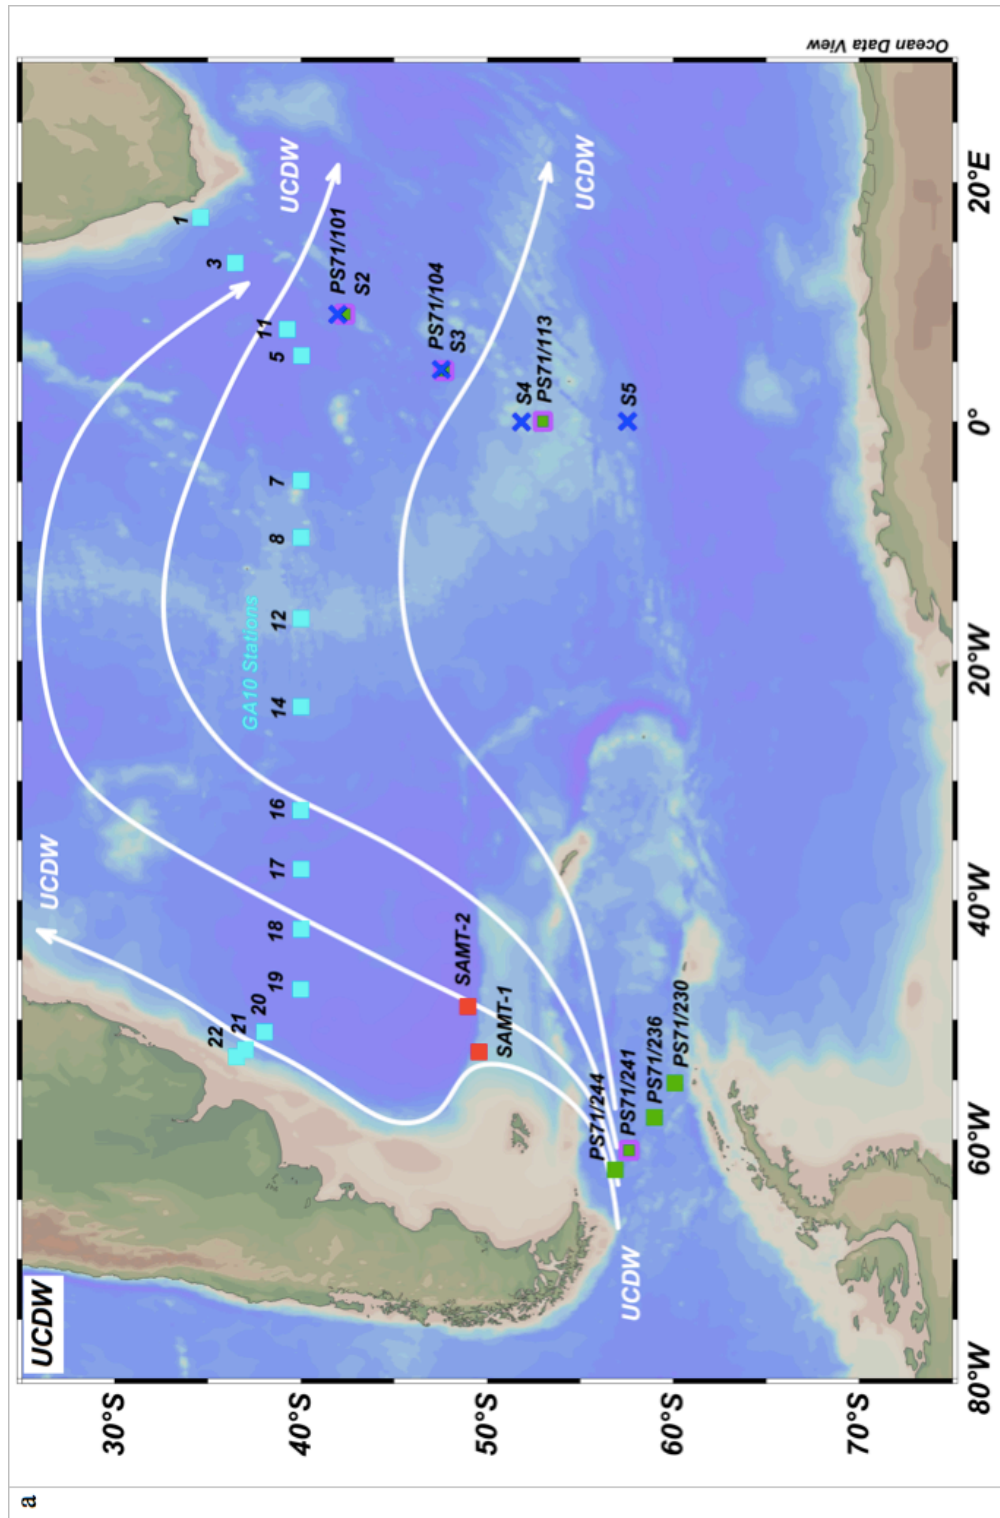 a
UCDW
UCDW
UCDW
UCDW
UCDW
GA10 Stations
22
21
20
19
18
17
16
14
12
8
7
5
11
3
1
SAMT-2
SAMT-1
PS71/101
S2
PS71/104
S3
S4
PS71/113
S5
PS71/244
PS71/241
PS71/236
PS71/230
30°S
40°S
50°S
60°S
70°S
80°W
60°W
40°W
20°W
0°
20°E
Ocean Data View